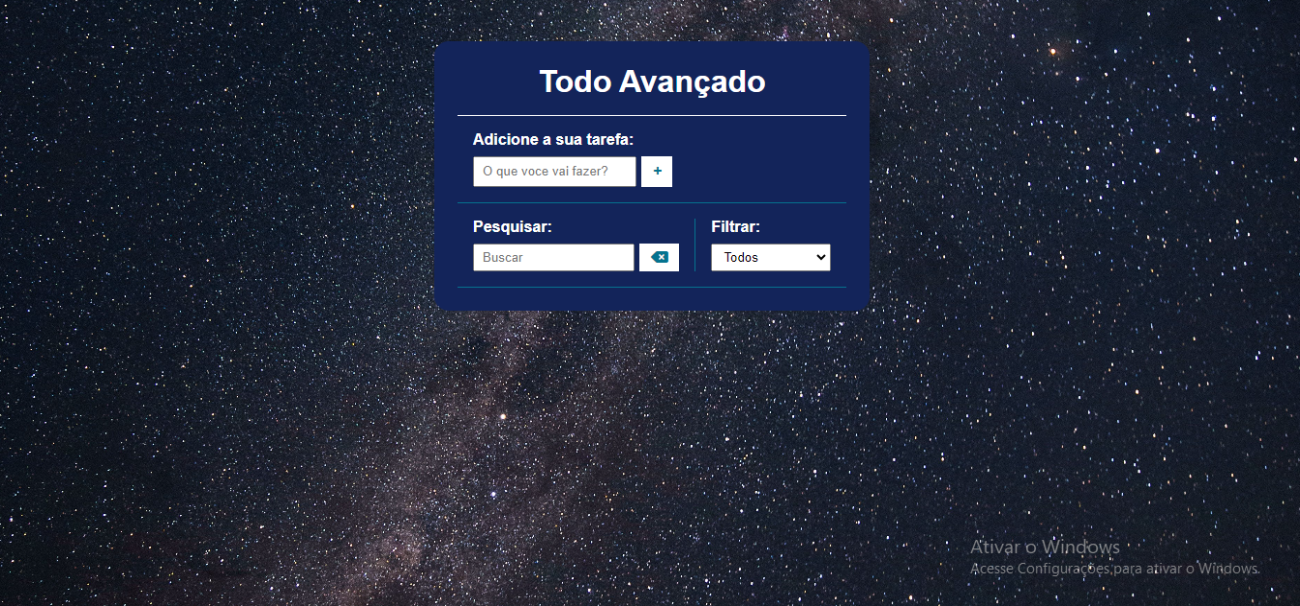 Todo Avançado
Adicione a sua tarefa:
O que voce vai fazer?
+
Pesquisar:
Filtrar:
Buscar
Todos
Ativar o Windows
Acesse Configurações para ativar o Windows.